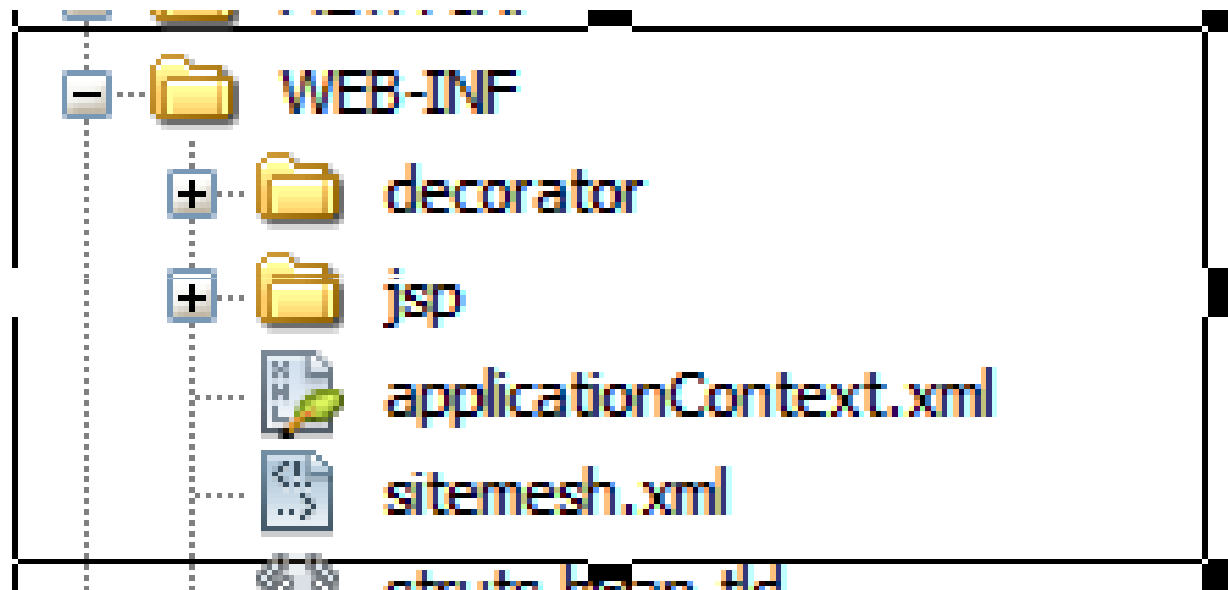 WEB-INF
decorator
jsp
applicationContext.xml
sitemesh.xml